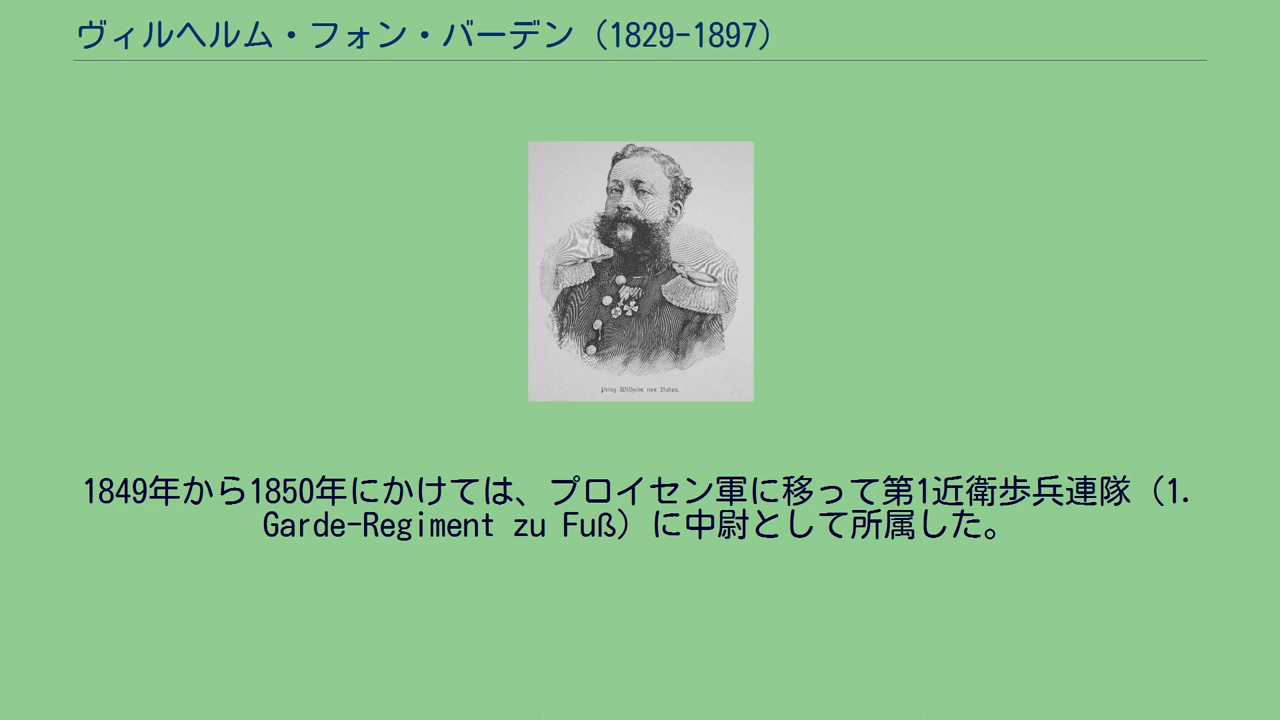 ヴィルヘルム・フォン・バーデン（1829-1897）
Prinz Wilhelm von Baden.
1849年から1850年にかけては、プロイセン軍に移って第1近衛歩兵連隊（1.
Garde-Regiment zu Fuß）に中尉として所属した。